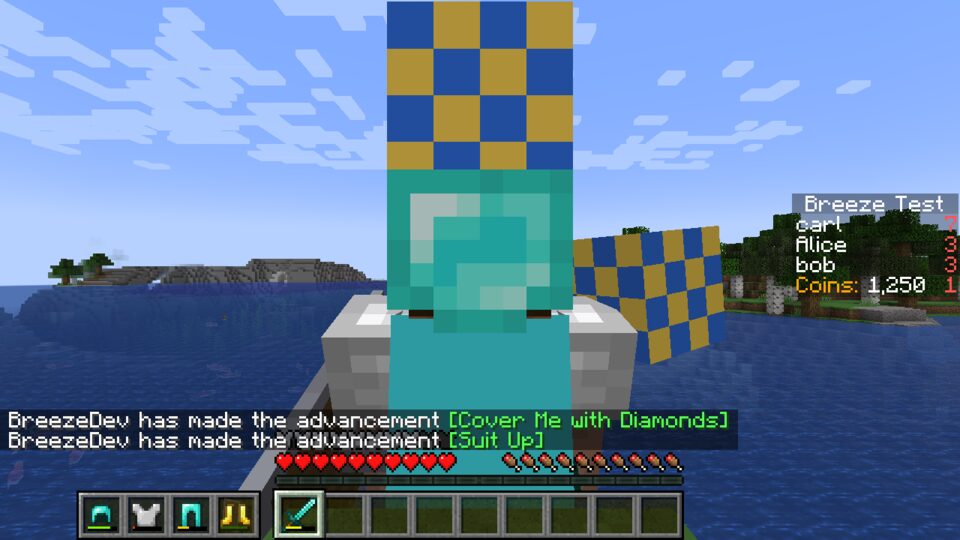 Breeze Test
carl 7
Alice 3
bob 3
Coins: 1,250 1
BreezeDev has made the advancement [Cover Me with Diamonds]
BreezeDev has made the advancement [Suit Up]